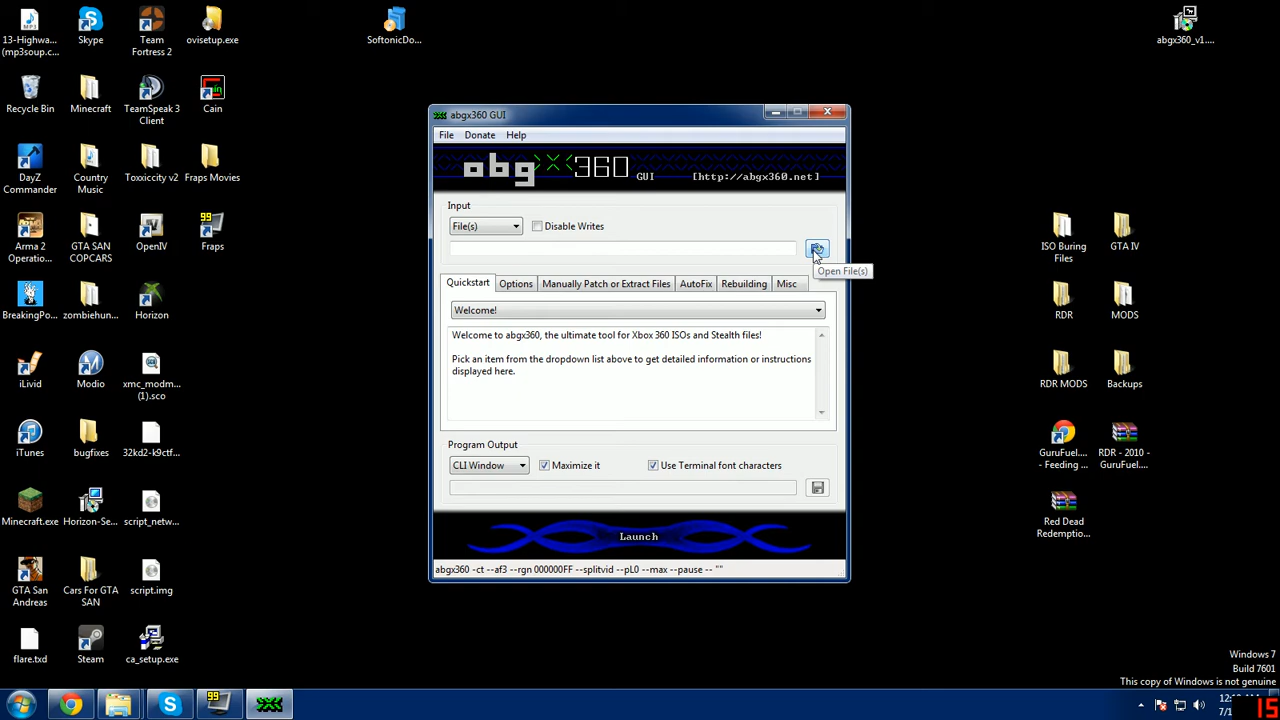 13-Highwa...
(mp3soup.c...
Skype
Team
Fortress 2
ovisetup.exe
SoftonicDo...
abgx360_v1....
Recycle Bin
Minecraft
TeamSpeak 3
Client
Cain
DayZ
Commander
Country
Music
Toxiccity v2
Fraps Movies
Arma 2
Operatio...
GTA SAN
COPCARS
OpenIV
99
Fraps
BreakingPo...
zombiehun...
MODS
Horizon
iLivid
Modio
xmc_modm...
(1).sco
iTunes
bugfixes
32kd2-k9ctf...
Minecraft.exe
Horizon-Se...
script_netw...
GTA San
Andreas
Cars For GTA
SAN
script.img
flare.txd
Steam
ca_setup.exe
abgx360 GUI
File Donate Help
abgx360 GUI [http://abgx360.net]
Input
File(s) Disable Writes
Open File(s)
Quickstart Options Manually Patch or Extract Files AutoFix Rebuilding Misc
Welcome!
Welcome to abgx360, the ultimate tool for Xbox 360 ISOs and Stealth files!
Pick an item from the dropdown list above to get detailed information or instructions
displayed here.
Program Output
CLI Window Maximize it Use Terminal font characters
Launch
abgx360 -ct --af3 --rgn 000000FF --splitvid --pL0 --max --pause -- ""
ISO Buring
Files
GTA IV
RDR
MODS
RDR MODS
Backups
GuruFuel....
- Feeding ...
RDR - 2010 -
GuruFuel....
Red Dead
Redemptio...
Windows 7
Build 7601
This copy of Windows is not genuine
99
7/1
15